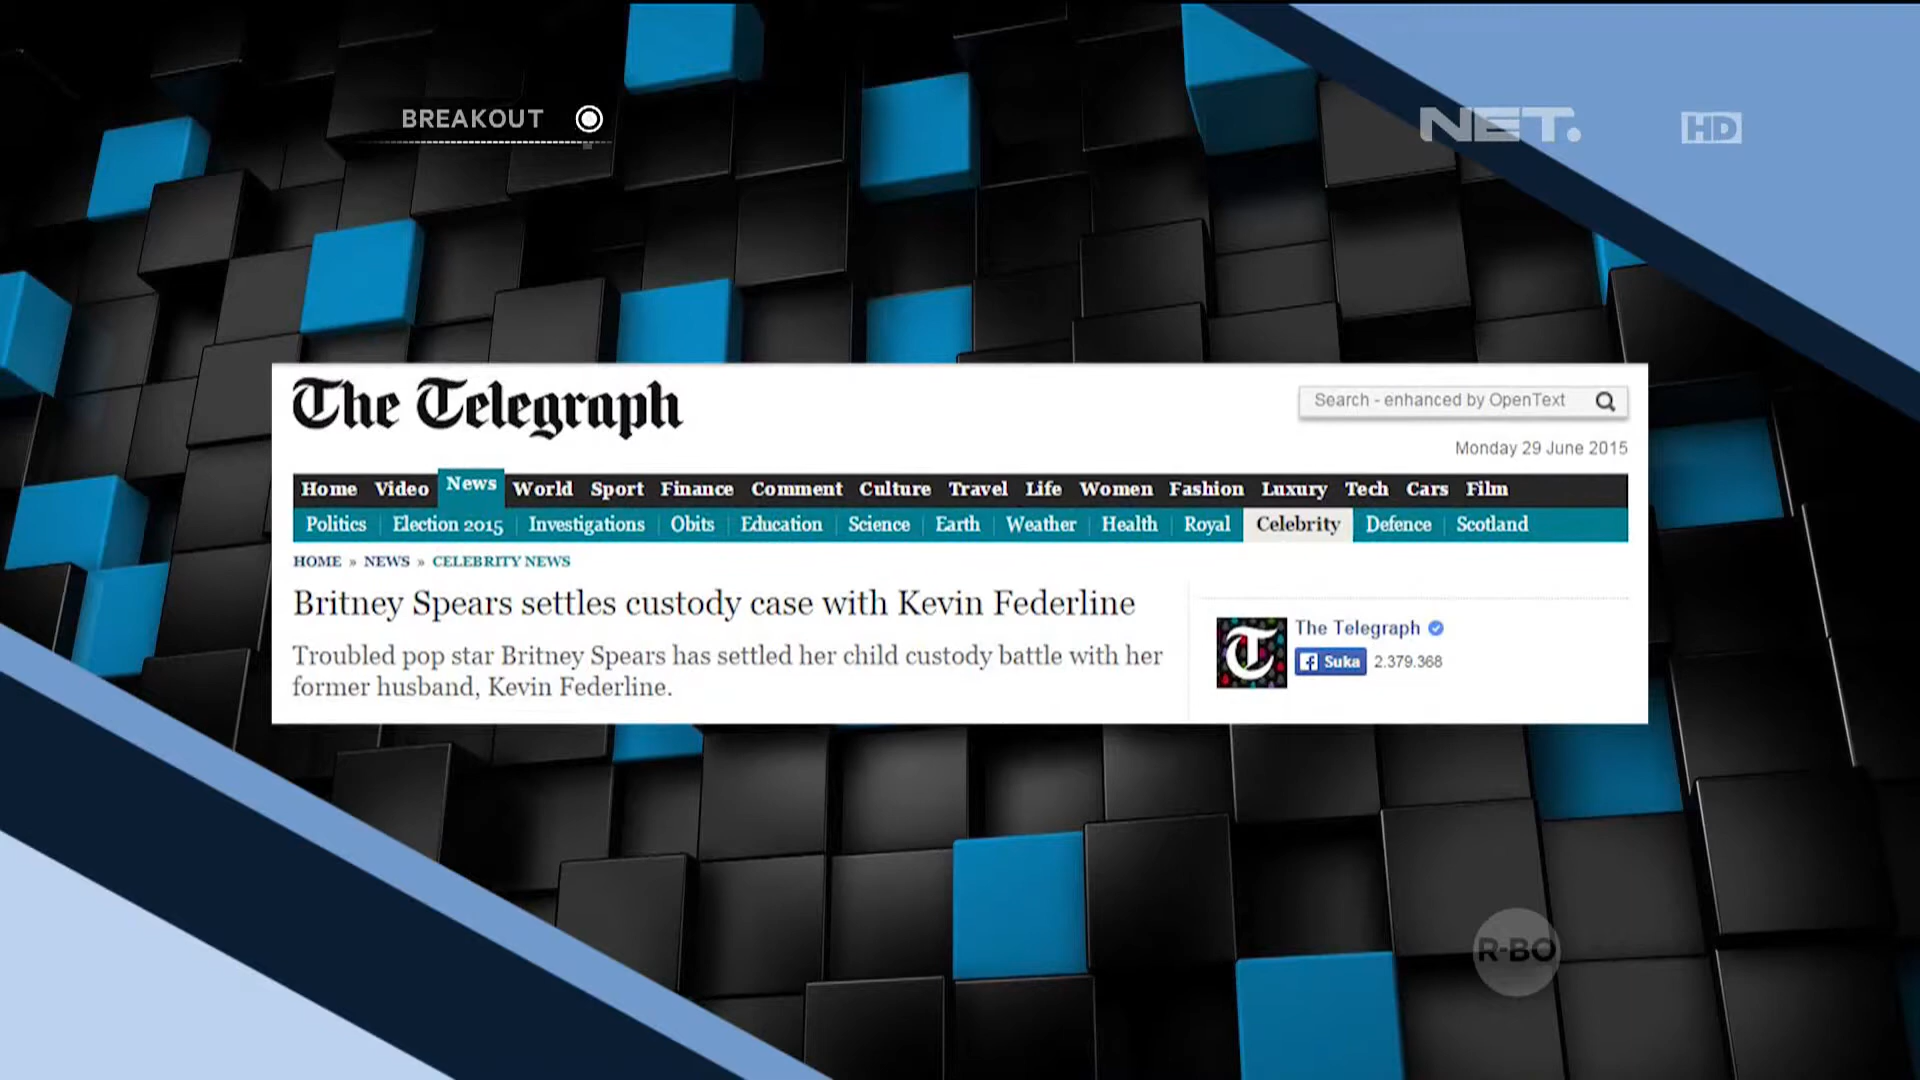 BREAKOUT
NET.
HD
The Telegraph
Search - enhanced by OpenText
Monday 29 June 2015
Home Video News World Sport Finance Comment Culture Travel Life Women Fashion Luxury Tech Cars Film
Politics Election 2015 Investigations Obits Education Science Earth Weather Health Royal Celebrity Defence Scotland
HOME » NEWS » CELEBRITY NEWS
Britney Spears settles custody case with Kevin Federline
Troubled pop star Britney Spears has settled her child custody battle with her
former husband, Kevin Federline.
The Telegraph
Suka 2.379.368
R-BO